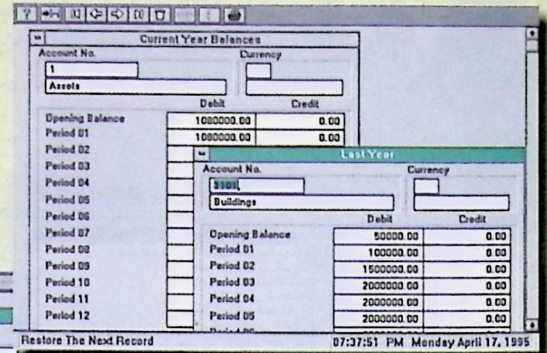 Current Year Balances
Account No. Currency
1
Assets
Debit Credit
Opening Balance 1080000.00 0.00
Period 01 1080000.00 0.00
Period 02
Period 03
Period 04
Period 05
Period 06
Period 07
Period 08
Period 09
Period 10
Period 11
Period 12
Last Year
Account No. Currency
Buildings
Debit Credit
Opening Balance 50000.00 0.00
Period 01 100000.00 0.00
Period 02 1500000.00 0.00
Period 03 2000000.00 0.00
Period 04 2000000.00 0.00
Period 05 2000000.00 0.00
Restore The Next Record 07:37:51 PM Monday April 17, 1995